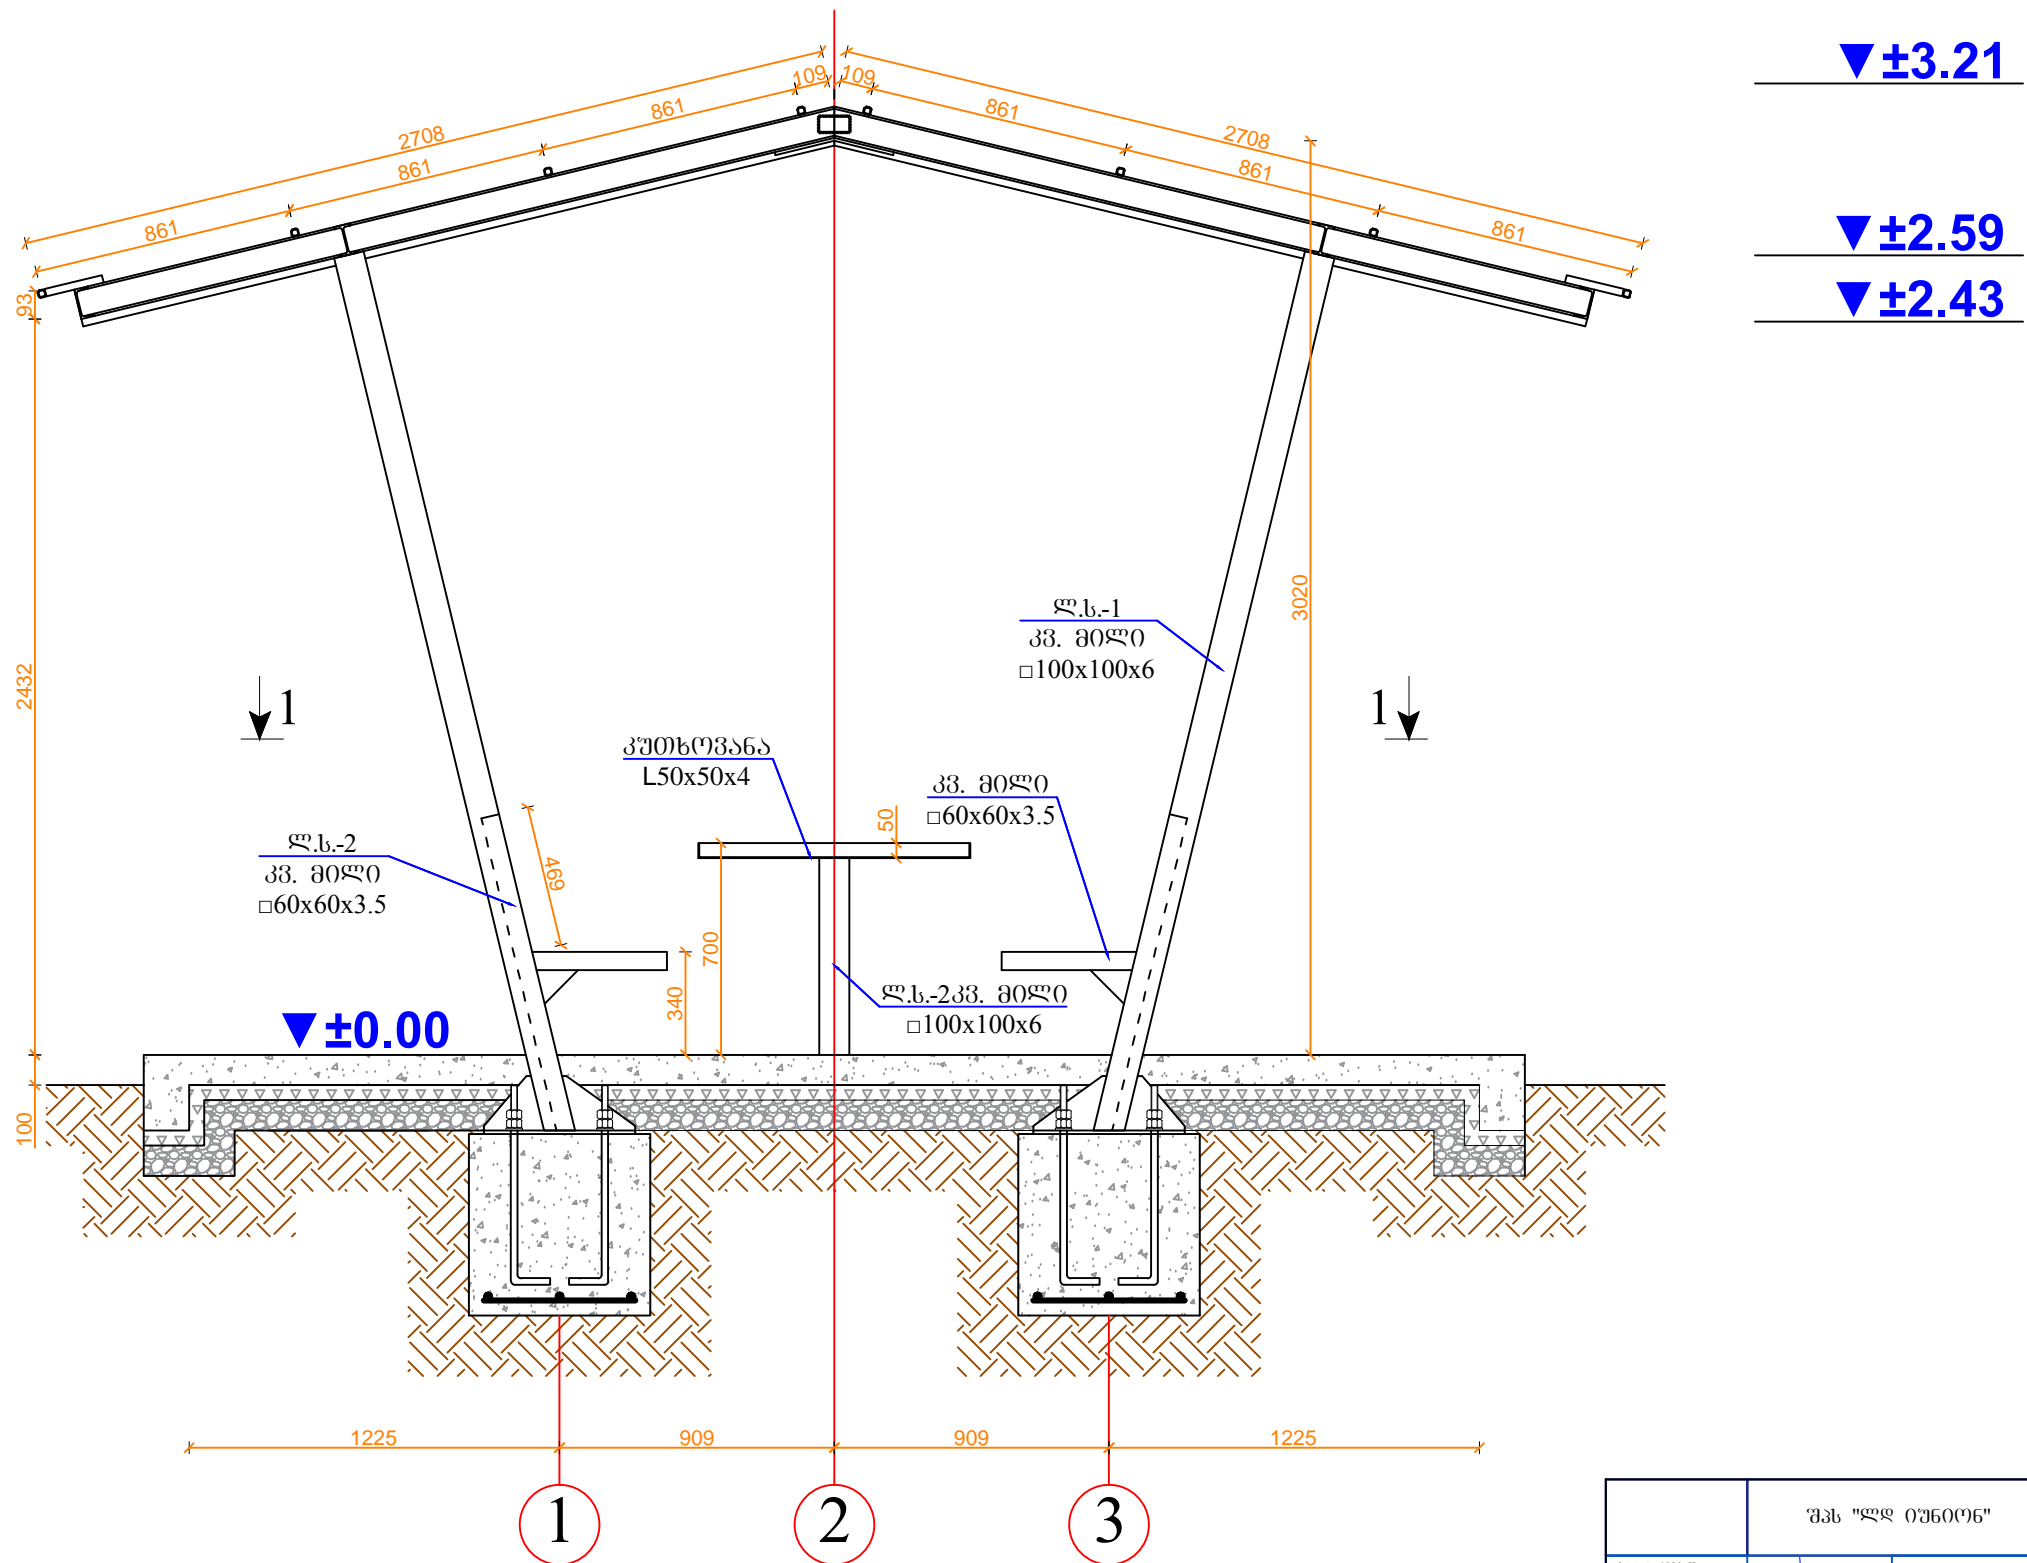 ±3.21
109 109
861 861
2708 2708
861 861
861 861
±2.59
93
±2.43
3020
2432
ლ.ს.-1
კვ. მილი
□100x100x6
1 1
კუთხოვანა
L50x50x4
კვ. მილი
□60x60x3.5
50
ლ.ს.-2
კვ. მილი
□60x60x3.5
469
700
340
ლ.ს.-2კვ. მილი
□100x100x6
±0.00
100
1225 909 909 1225
1 2 3
შპს "ლდ იუნიონ"